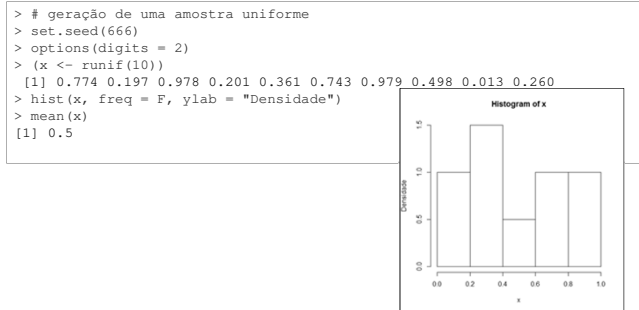 > # geração de uma amostra uniforme
> set.seed(666)
> options(digits = 2)
> (x <- runif(10))
[1] 0.774 0.197 0.978 0.201 0.361 0.743 0.979 0.498 0.013 0.260
> hist(x, freq = F, ylab = "Densidade")
> mean(x)
[1] 0.5
Histogram of x
Densidade
1.5
1.0
0.5
0.0
0.0 0.2 0.4 0.6 0.8 1.0
x